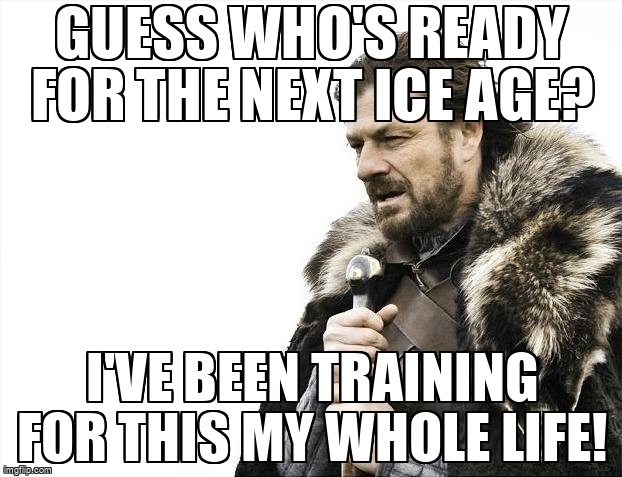 GUESS WHO'S READY
FOR THE NEXT ICE AGE?
I'VE BEEN TRAINING
FOR THIS MY WHOLE LIFE!
imgflip.com